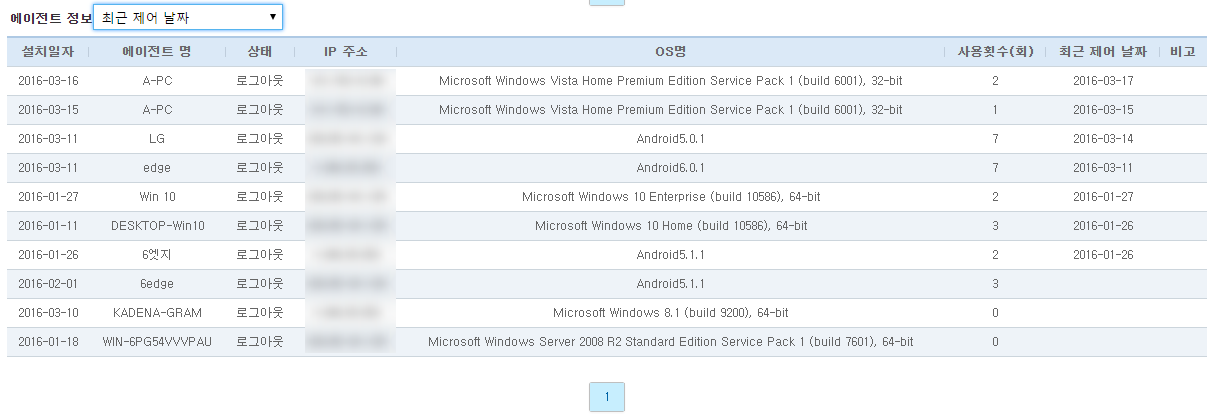 에이전트 정보 최근 제어 날짜 ▼
설치일자 에이전트 명 상태 IP 주소 OS명 사용횟수(회) 최근 제어 날짜 비고
2016-03-16 A-PC 로그아웃 Microsoft Windows Vista Home Premium Edition Service Pack 1 (build 6001), 32-bit 2 2016-03-17
2016-03-15 A-PC 로그아웃 Microsoft Windows Vista Home Premium Edition Service Pack 1 (build 6001), 32-bit 1 2016-03-15
2016-03-11 LG 로그아웃 Android5.0.1 7 2016-03-14
2016-03-11 edge 로그아웃 Android6.0.1 7 2016-03-11
2016-01-27 Win 10 로그아웃 Microsoft Windows 10 Enterprise (build 10586), 64-bit 2 2016-01-27
2016-01-11 DESKTOP-Win10 로그아웃 Microsoft Windows 10 Home (build 10586), 64-bit 3 2016-01-26
2016-01-26 6엣지 로그아웃 Android5.1.1 2 2016-01-26
2016-02-01 6edge 로그아웃 Android5.1.1 3
2016-03-10 KADENA-GRAM 로그아웃 Microsoft Windows 8.1 (build 9200), 64-bit 0
2016-01-18 WIN-6PG54VVVPAU 로그아웃 Microsoft Windows Server 2008 R2 Standard Edition Service Pack 1 (build 7601), 64-bit 0
1